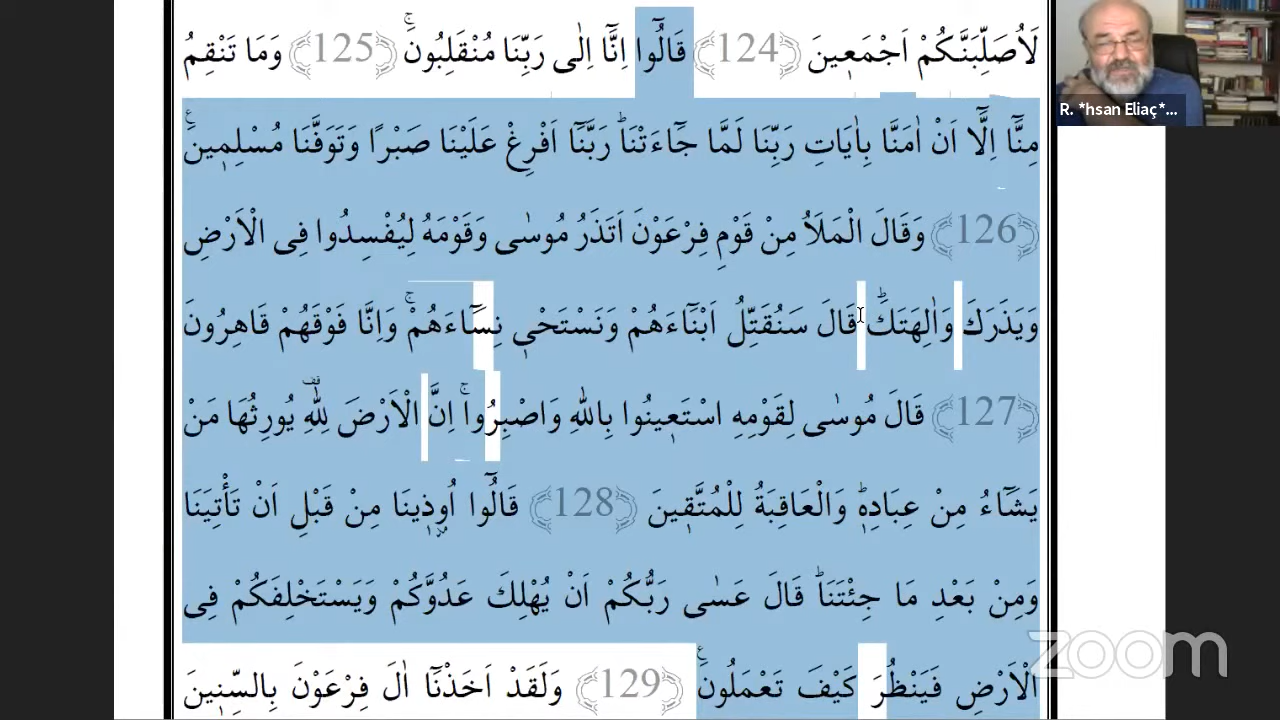 لَاُصَلِّبَنَّكُمْ اَجْمَعٖينَ ﴿124﴾ قَالُٓوا اِنَّٓا اِلٰى رَبِّنَا مُنْقَلِبُونَۚ ﴿125﴾ وَمَا تَنْقِمُ
مِنَّٓا اِلَّٓا اَنْ اٰمَنَّا بِاٰيَاتِ رَبِّنَا لَمَّا جَٓاءَتْنَاؕ رَبَّنَٓا اَفْرِغْ عَلَيْنَا صَبْرًا وَتَوَفَّنَا مُسْلِمٖينَۚ
﴿126﴾ وَقَالَ الْمَلَاُ مِنْ قَوْمِ فِرْعَوْنَ اَتَذَرُ مُوسٰى وَقَوْمَهُ لِيُفْسِدُوا فِى الْاَرْضِ
وَيَذَرَكَ وَاٰلِهَتَكَؕ قَالَ سَنُقَتِّلُ اَبْنَٓاءَهُمْ وَنَسْتَحْيٖ نِسَٓاءَهُمْۚ وَاِنَّا فَوْقَهُمْ قَاهِرُونَ
﴿127﴾ قَالَ مُوسٰى لِقَوْمِهِ اسْتَعٖينُوا بِاللّٰهِ وَاصْبِرُواۚ اِنَّ الْاَرْضَ لِلّٰهِࣞ يُورِثُهَا مَنْ
يَشَٓاءُ مِنْ عِبَادِهٖؕ وَالْعَاقِبَةُ لِلْمُتَّقٖينَ ﴿128﴾ قَالُٓوا اُوذٖينَا مِنْ قَبْلِ اَنْ تَأْتِيَنَا
وَمِنْ بَعْدِ مَا جِئْتَنَاؕ قَالَ عَسٰى رَبُّكُمْ اَنْ يُهْلِكَ عَدُوَّكُمْ وَيَسْتَخْلِفَكُمْ فِى
الْاَرْضِ فَيَنْظُرَ كَيْفَ تَعْمَلُونَۚ ﴿129﴾ وَلَقَدْ اَخَذْنَٓا اٰلَ فِرْعَوْنَ بِالسِّنٖينَ
R. *hsan Eliaç*...
zoom